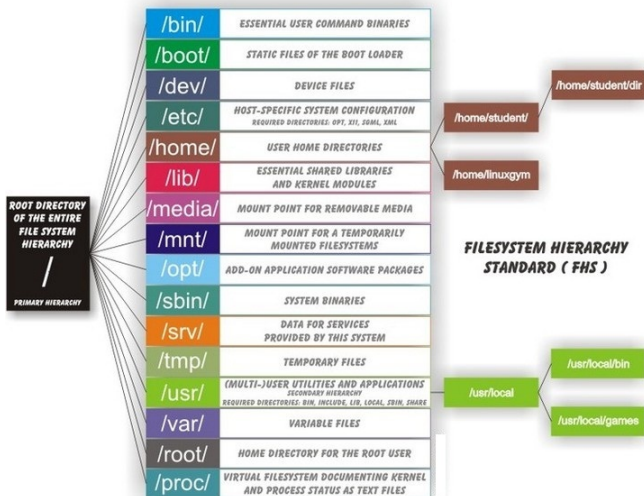 ROOT DIRECTORY
OF THE ENTIRE
FILE SYSTEM
HIERARCHY
/
PRIMARY HIERARCHY
/bin/
ESSENTIAL USER COMMAND BINARIES
/boot/
STATIC FILES OF THE BOOT LOADER
/dev/
DEVICE FILES
/etc/
HOST-SPECIFIC SYSTEM CONFIGURATION
REQUIRED DIRECTORIES: OPT, X11, SGML, XML
/home/
USER HOME DIRECTORIES
/home/student/
/home/student/dir
/home/linuxgym
/lib/
ESSENTIAL SHARED LIBRARIES
AND KERNEL MODULES
/media/
MOUNT POINT FOR REMOVABLE MEDIA
/mnt/
MOUNT POINT FOR A TEMPORARILY
MOUNTED FILESYSTEMS
/opt/
ADD-ON APPLICATION SOFTWARE PACKAGES
/sbin/
SYSTEM BINARIES
/srv/
DATA FOR SERVICES
PROVIDED BY THIS SYSTEM
/tmp/
TEMPORARY FILES
/usr/
(MULTI-)USER UTILITIES AND APPLICATIONS
SECONDARY HIERARCHY
REQUIRED DIRECTORIES: BIN, INCLUDE, LIB, LOCAL, SBIN, SHARE
/usr/local
/usr/local/bin
/usr/local/games
/var/
VARIABLE FILES
/root/
HOME DIRECTORY FOR THE ROOT USER
/proc/
VIRTUAL FILESYSTEM DOCUMENTING KERNEL
AND PROCESS STATUS AS TEXT FILES
FILESYSTEM HIERARCHY
STANDARD ( FHS )